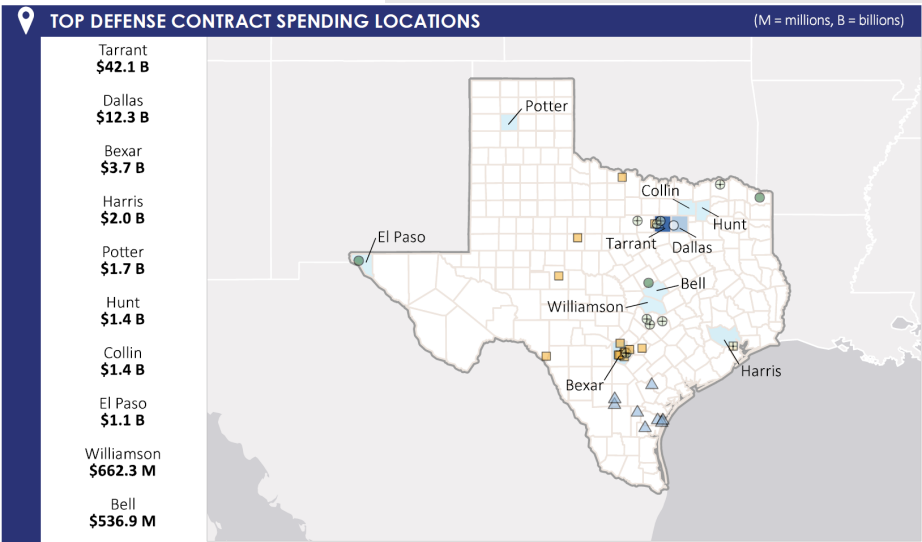 TOP DEFENSE CONTRACT SPENDING LOCATIONS
(M = millions, B = billions)
Tarrant
$42.1 B
Dallas
$12.3 B
Bexar
$3.7 B
Harris
$2.0 B
Potter
$1.7 B
Hunt
$1.4 B
Collin
$1.4 B
El Paso
$1.1 B
Williamson
$662.3 M
Bell
$536.9 M
Potter
Collin
Hunt
Tarrant
Dallas
El Paso
Bell
Williamson
Harris
Bexar